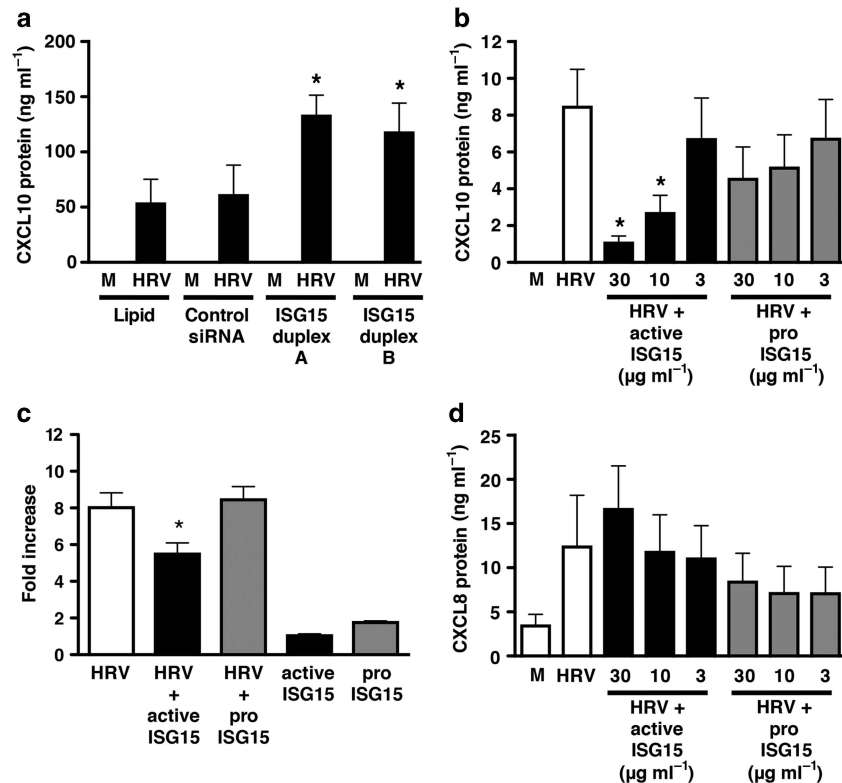 a
CXCL10 protein (ng ml⁻¹)
200
150
100
50
0
* *
M HRV M HRV M HRV M HRV
Lipid Control ISG15 ISG15
siRNA duplex duplex
A B
b
CXCL10 protein (ng ml⁻¹)
12
10
8
6
4
2
0
* *
M HRV 30 10 3 30 10 3
HRV + HRV +
active pro
ISG15 ISG15
(µg ml⁻¹) (µg ml⁻¹)
c
Fold increase
12
10
8
6
4
2
0
*
HRV HRV HRV active pro
+ + ISG15 ISG15
active pro
ISG15 ISG15
d
CXCL8 protein (ng ml⁻¹)
25
20
15
10
5
0
M HRV 30 10 3 30 10 3
HRV + HRV +
active pro
ISG15 ISG15
(µg ml⁻¹) (µg ml⁻¹)